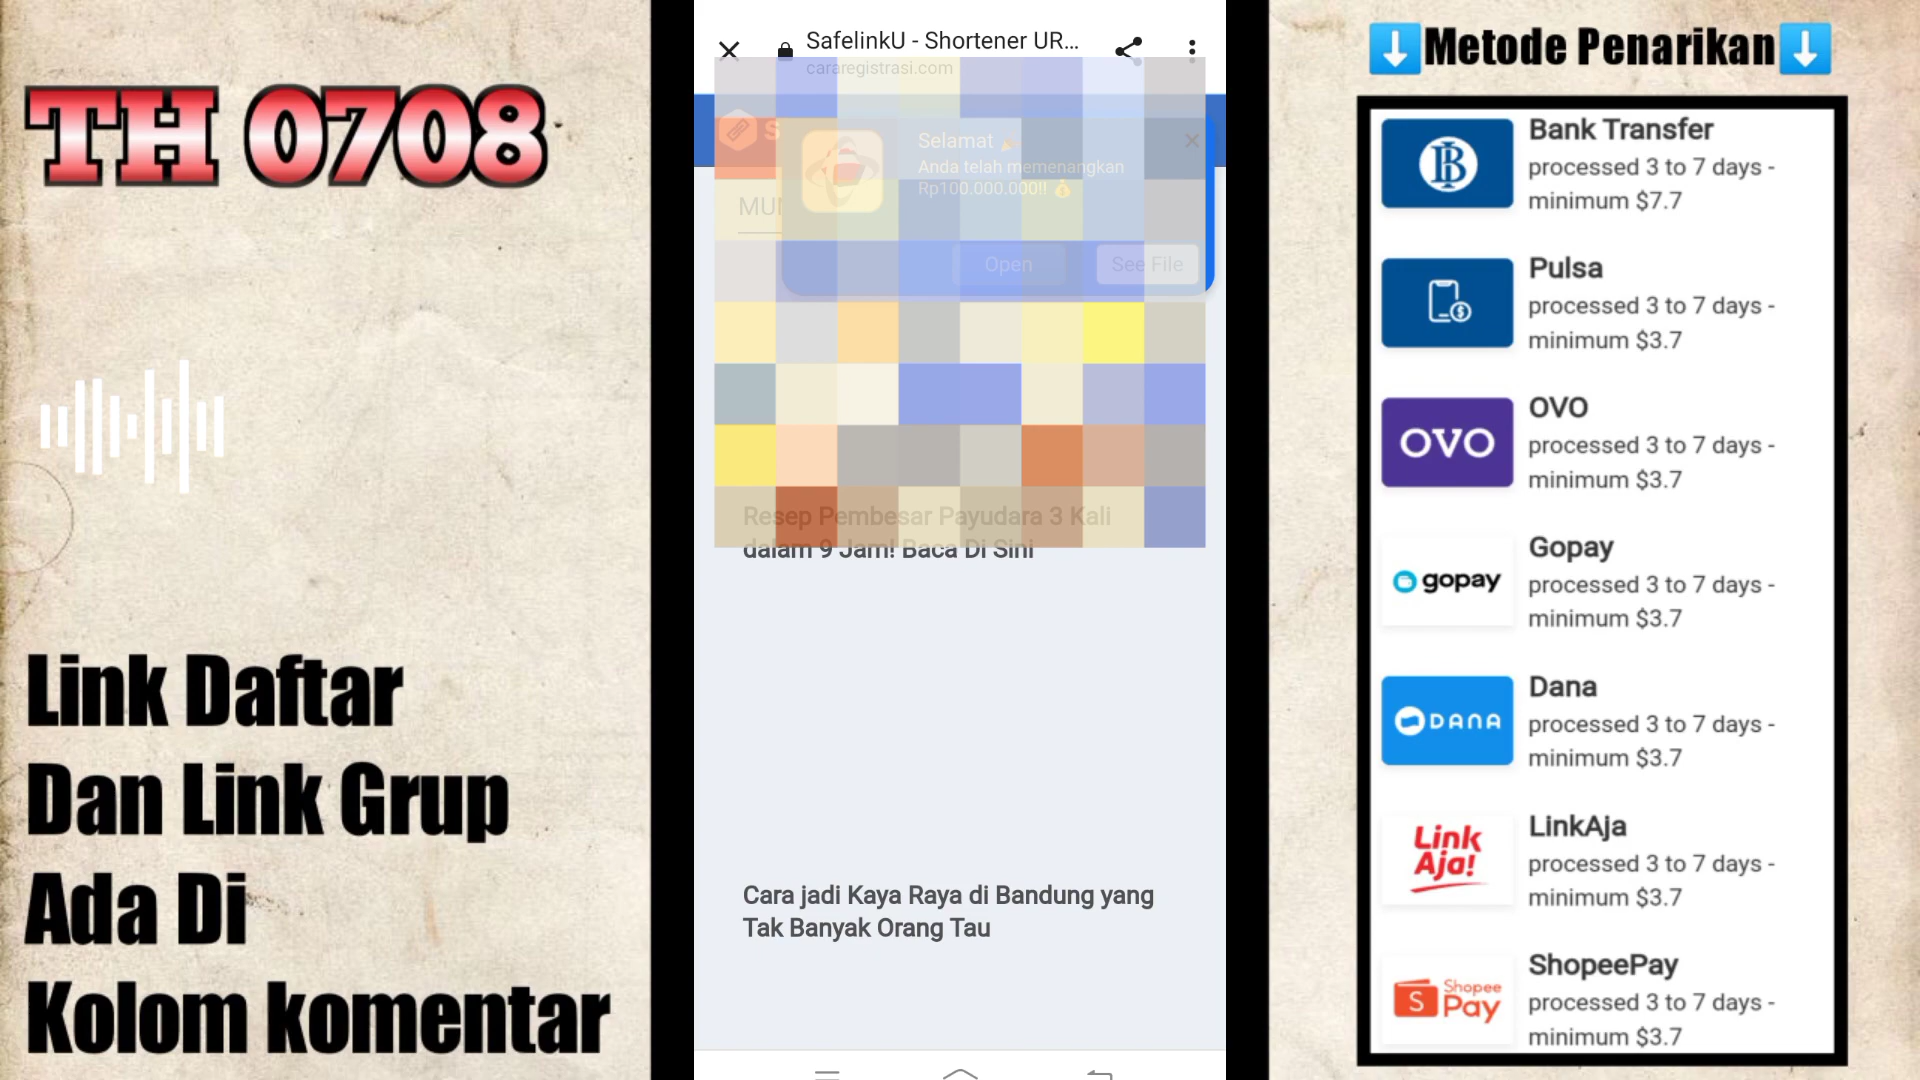 TH 0708
Link Daftar
Dan Link Grup
Ada Di
Kolom komentar
SafelinkU - Shortener UR...
cararegistrasi.com
S
Selamat
Anda telah memenangkan
Rp100.000.000!!
MUI
Open
See File
Resep Pembesar Payudara 3 Kali
dalam 9 Jam! Baca Di Sini
Cara jadi Kaya Raya di Bandung yang
Tak Banyak Orang Tau
Metode Penarikan
Bank Transfer
processed 3 to 7 days -
minimum $7.7
Pulsa
processed 3 to 7 days -
minimum $3.7
OVO
OVO
processed 3 to 7 days -
minimum $3.7
gopay
Gopay
processed 3 to 7 days -
minimum $3.7
DANA
Dana
processed 3 to 7 days -
minimum $3.7
Link
Aja!
LinkAja
processed 3 to 7 days -
minimum $3.7
S Shopee
Pay
ShopeePay
processed 3 to 7 days -
minimum $3.7